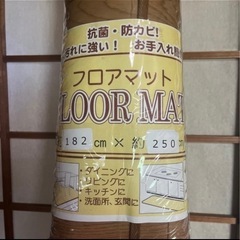 抗菌・防カビ!
汚れに強い! お手入れ簡
フロアマット
FLOOR MAT
約 182 cm × 約 250
・ダイニングに
・リビングに
・キッチンに
・洗面所、玄関に